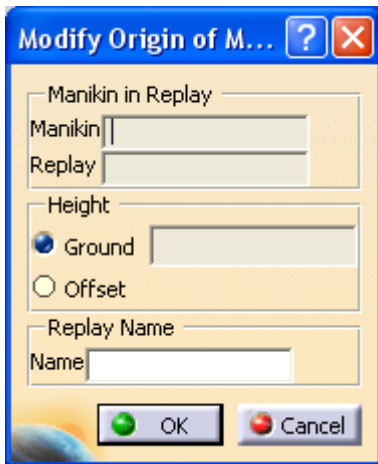 Modify Origin of M...
Manikin in Replay
Manikin
Replay
Height
Ground
Offset
Replay Name
Name
OK Cancel